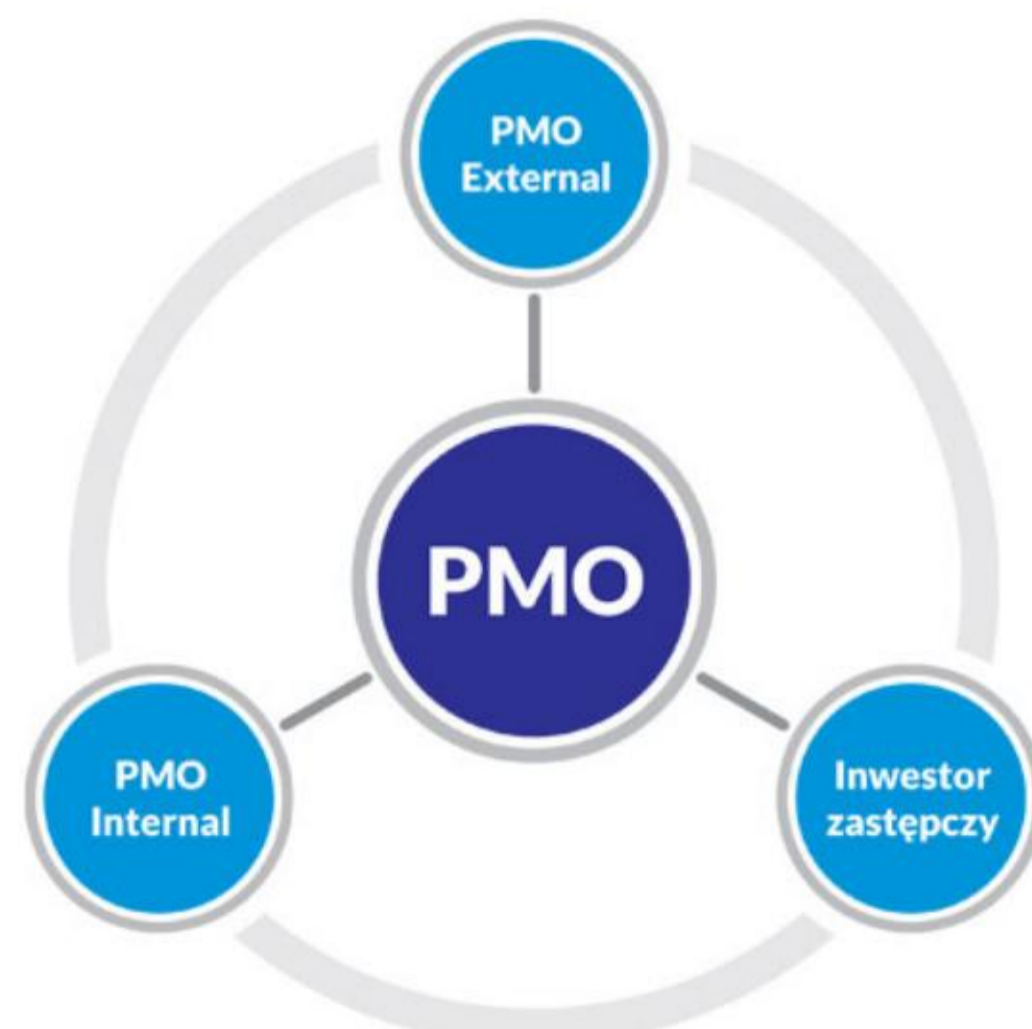 PMO
External
PMO
PMO
Internal
Inwestor
zastępczy